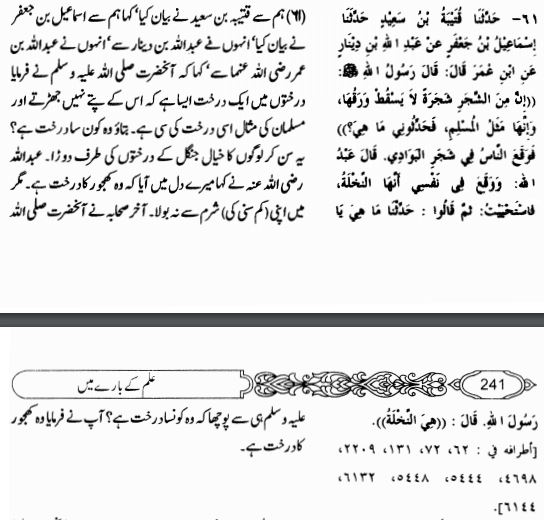 ٦١- حَدَّثَنَا قُتَيْبَةُ بْنُ سَعِيْدٍ حَدَّثَنَا
إِسْمَاعِيْلُ بْنُ جَعْفَرٍ عَنْ عَبْدِ اللهِ بْنِ دِيْنَارٍ
عَنِ ابْنِ عُمَرَ قَالَ: قَالَ رَسُولُ اللهِ ﷺ:
((إِنَّ مِنَ الشَّجَرِ شَجَرَةً لاَ يَسْقُطُ وَرَقُهَا،
وَإِنَّهَا مَثَلُ الْمُسْلِمِ، فَحَدِّثُونِي مَا هِيَ؟))
فَوَقَعَ النَّاسُ فِي شَجَرِ الْبَوَادِي. قَالَ عَبْدُ
اللهِ: وَوَقَعَ فِي نَفْسِي أَنَّهَا النَّخْلَةُ،
فَاسْتَحْيَيْتُ: ثُمَّ قَالُوا : حَدِّثْنَا مَا هِيَ يَا
(٦١) ہم سے قتیبہ بن سعید نے بیان کیا' کہا ہم سے اسماعیل بن جعفر
نے بیان کیا' انہوں نے عبداللہ بن دینار سے' انہوں نے عبداللہ بن
عمر رضی اللہ عنما سے' کہا کہ آنحضرت صلی اللہ علیہ و سلم نے فرمایا
درختوں میں ایک درخت ایسا ہے کہ اس کے پتے نہیں جھڑتے اور
مسلمان کی مثال اسی درخت کی سی ہے۔ بتاؤ وہ کون سا درخت ہے؟
یہ سن کر لوگوں کا خیال جنگل کے درختوں کی طرف دوڑا۔ عبداللہ
رضی اللہ عنہ نے کہا میرے دل میں آیا کہ وہ کھجور کا درخت ہے۔ مگر
میں اپنی (کم سنی کی) شرم سے نہ بولا۔ آخر صحابہ نے آنحضرت صلی اللہ
241
علم کے بارے میں
رَسُولَ اللهِ. قَالَ : ((هِيَ النَّخْلَةُ)).
[أطرافه في : ٦٢، ٧٢، ١٣١، ٢٢٠٩،
٤٦٩٨، ٥٤٤٤، ٥٤٤٨، ٦١٣٢،
٦١٤٤].
علیہ و سلم ہی سے پوچھا کہ وہ کونسا درخت ہے؟ آپ نے فرمایا وہ کھجور
کا درخت ہے۔